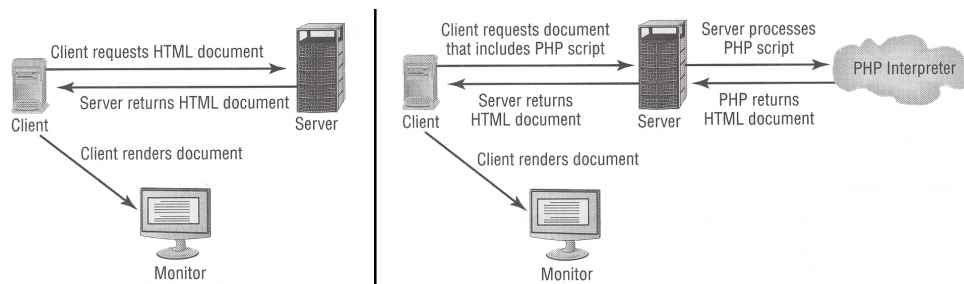 Client requests HTML document
Server returns HTML document
Client
Server
Client renders document
Monitor
Client requests document
that includes PHP script
Server processes
PHP script
PHP Interpreter
Server returns
HTML document
PHP returns
HTML document
Client
Server
Client renders document
Monitor